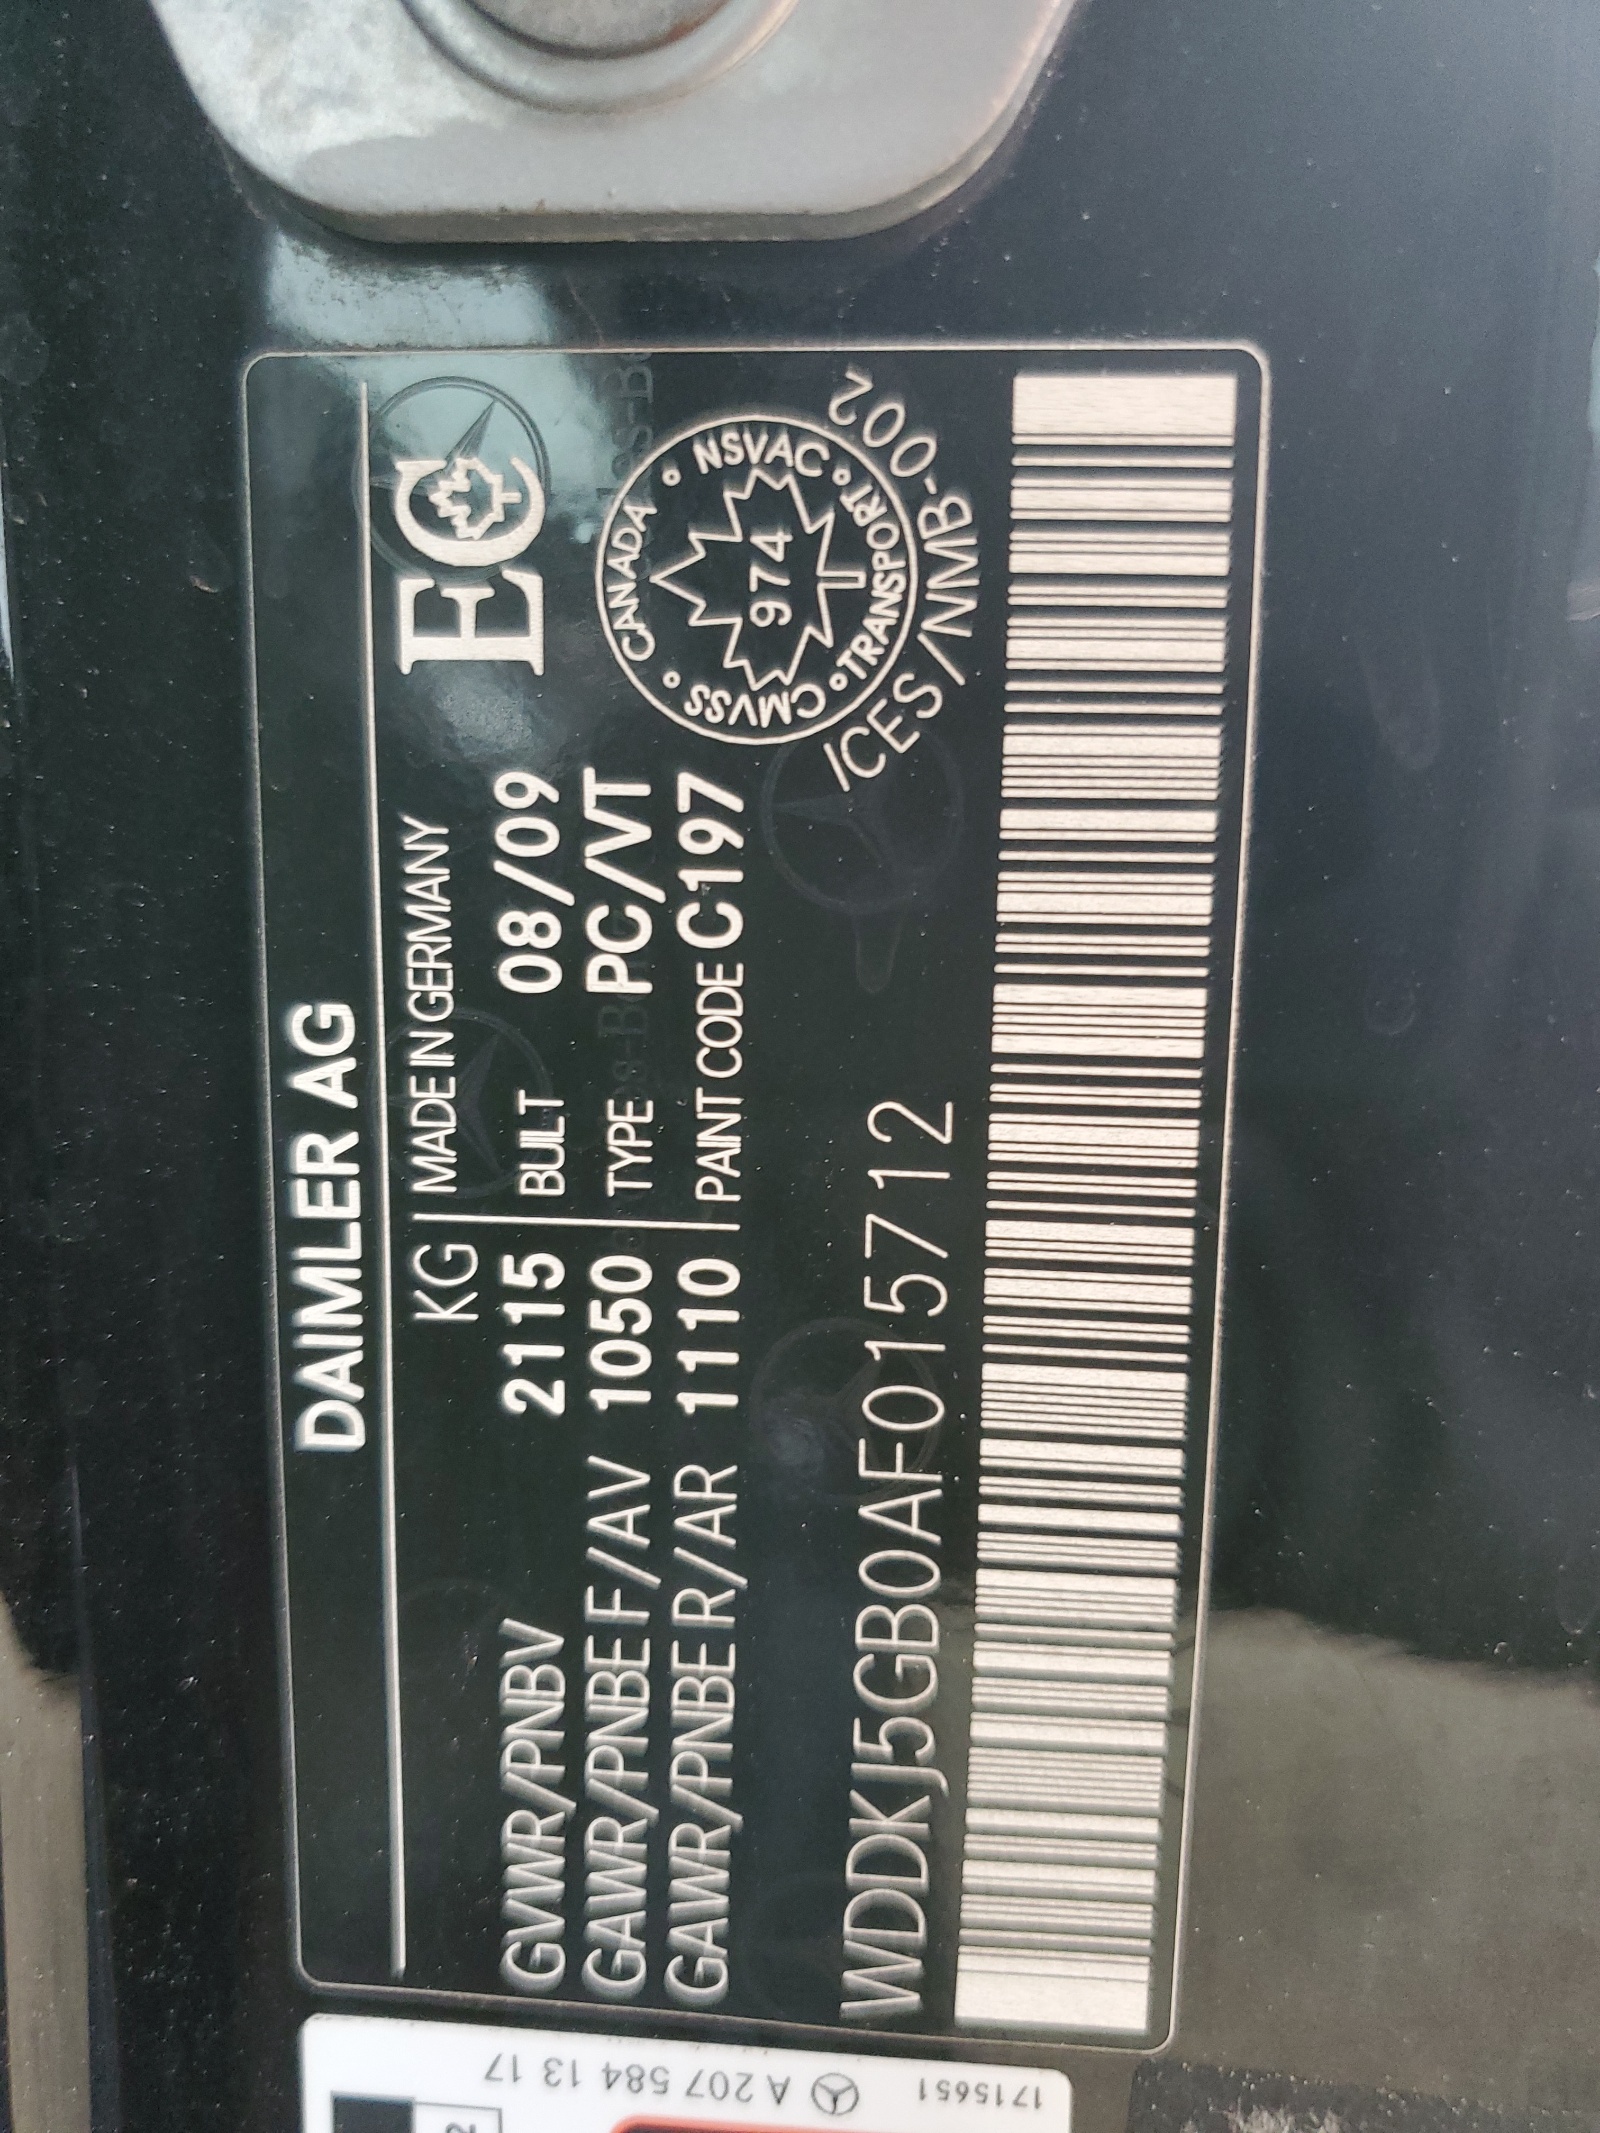 DAIMLER AG
KG MADE IN GERMANY
GVWR/PNBV 2115 BUILT 08/09
GAWR/PNBE F/AV 1050 TYPE PC/VT
GAWR/PNBE R/AR 1110 PAINT CODE C197
EC
CANADA
NSVAC
TRANSPORT
CMVSS
974
ICES/NMB-002
WDDKJ5GB0AF015712
A 207 584 13 17
1715651